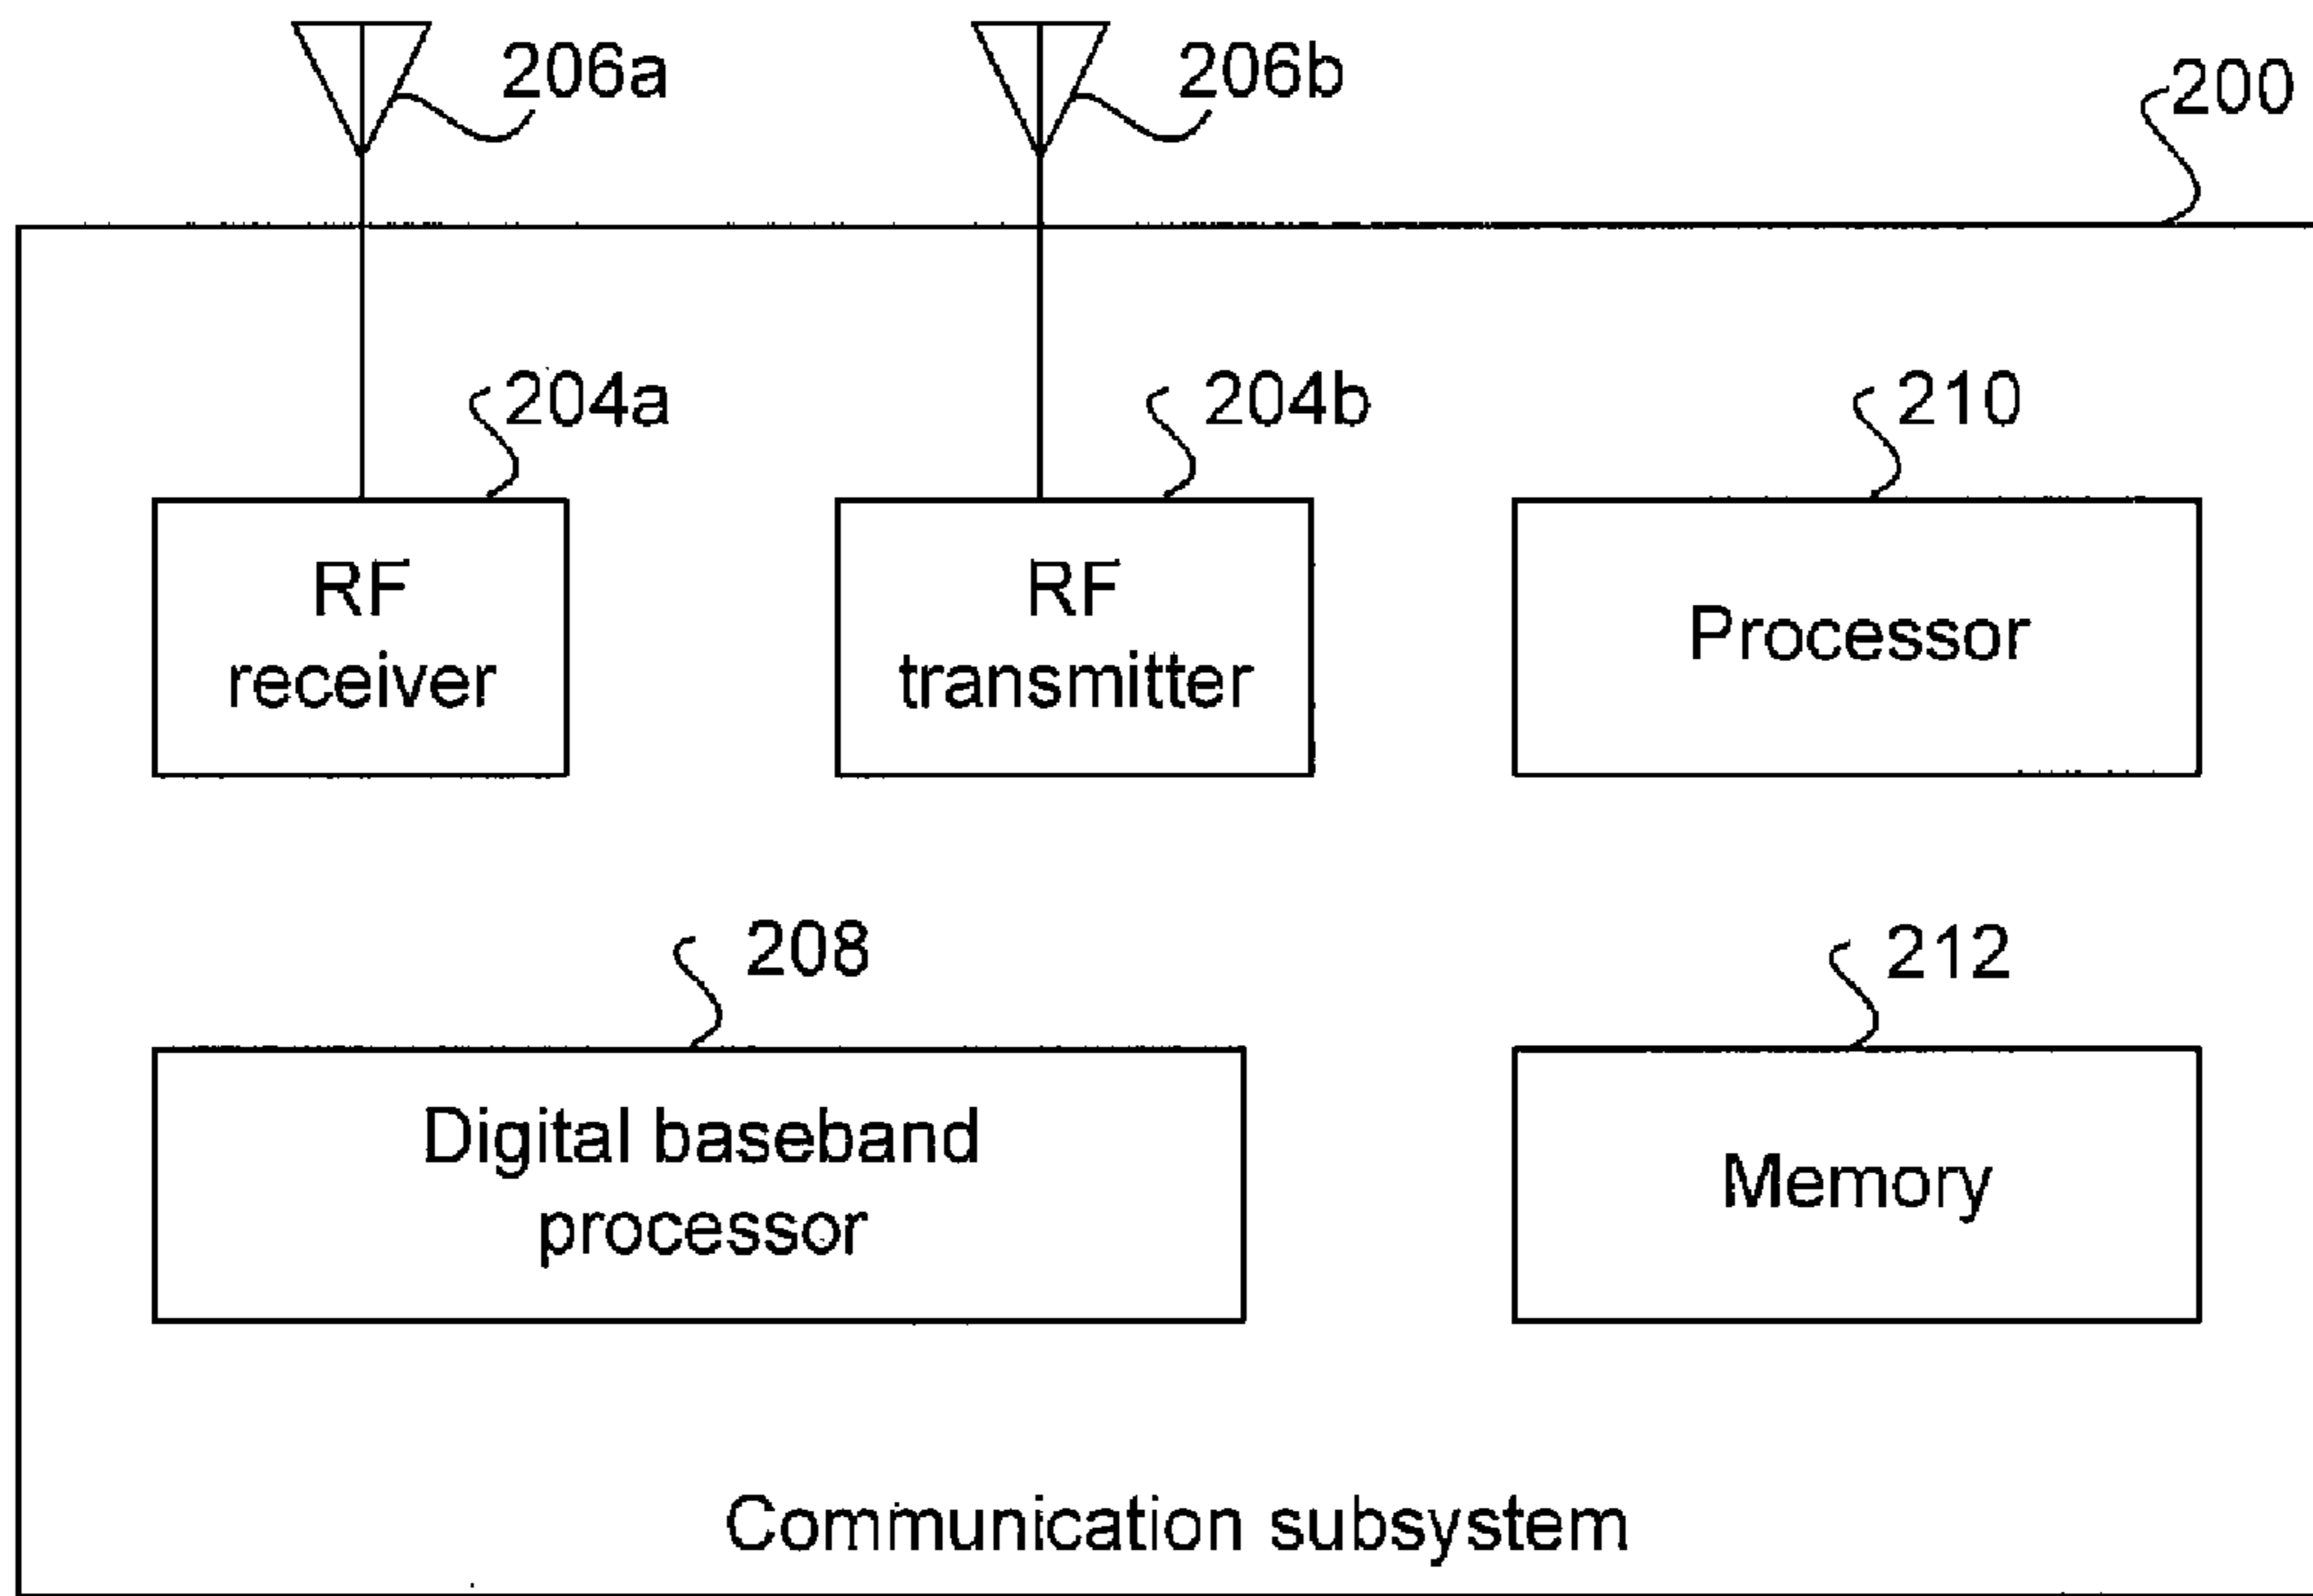 206a
206b
200
204a
204b
210
RF
receiver
RF
transmitter
Processor
208
212
Digital baseband
processor
Memory
Communication subsystem